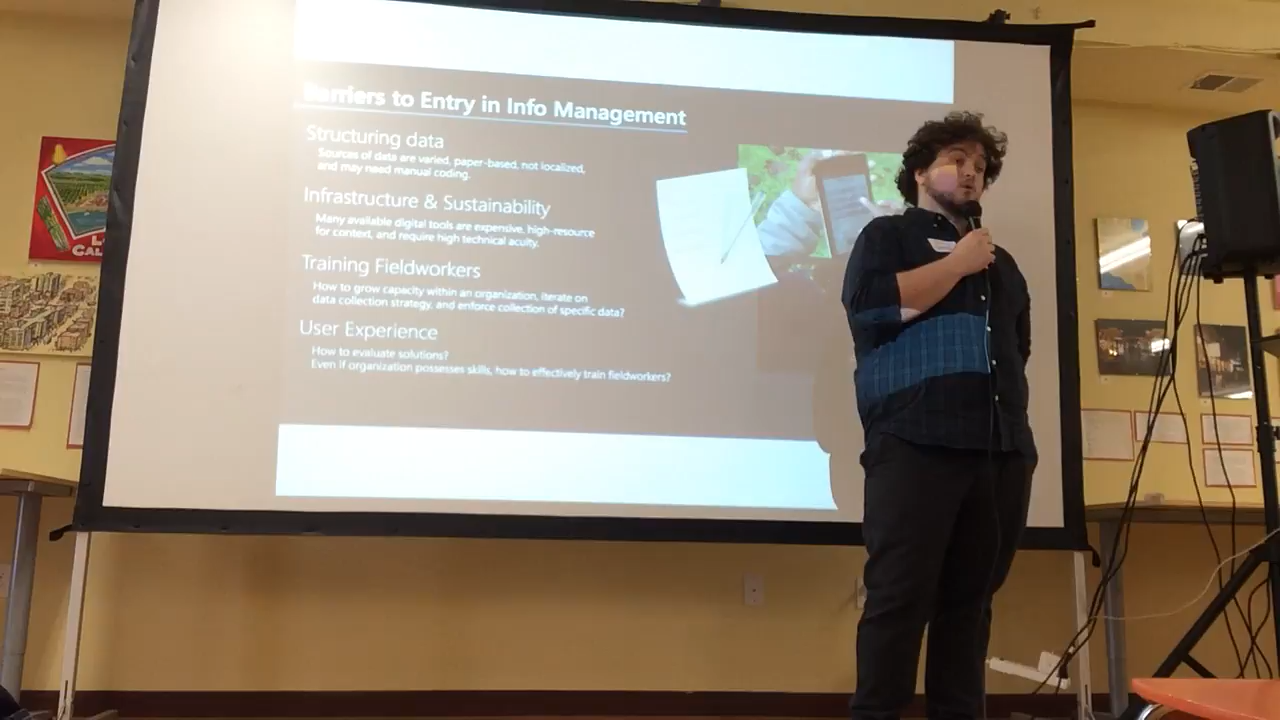 Barriers to Entry in Info Management
Structuring data
Sources of data are varied, paper-based, not localized,
and may need manual coding.
Infrastructure & Sustainability
Many available digital tools are expensive, high-resource
for context, and require high technical acuity.
Training Fieldworkers
How to grow capacity within an organization, iterate on
data collection strategy, and enforce collection of specific data?
User Experience
How to evaluate solutions?
Even if organization possesses skills, how to effectively train fieldworkers?